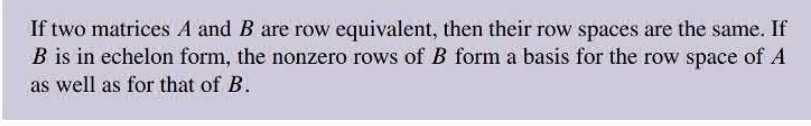 If two matrices A and B are row equivalent, then their row spaces are the same. If
B is in echelon form, the nonzero rows of B form a basis for the row space of A
as well as for that of B.